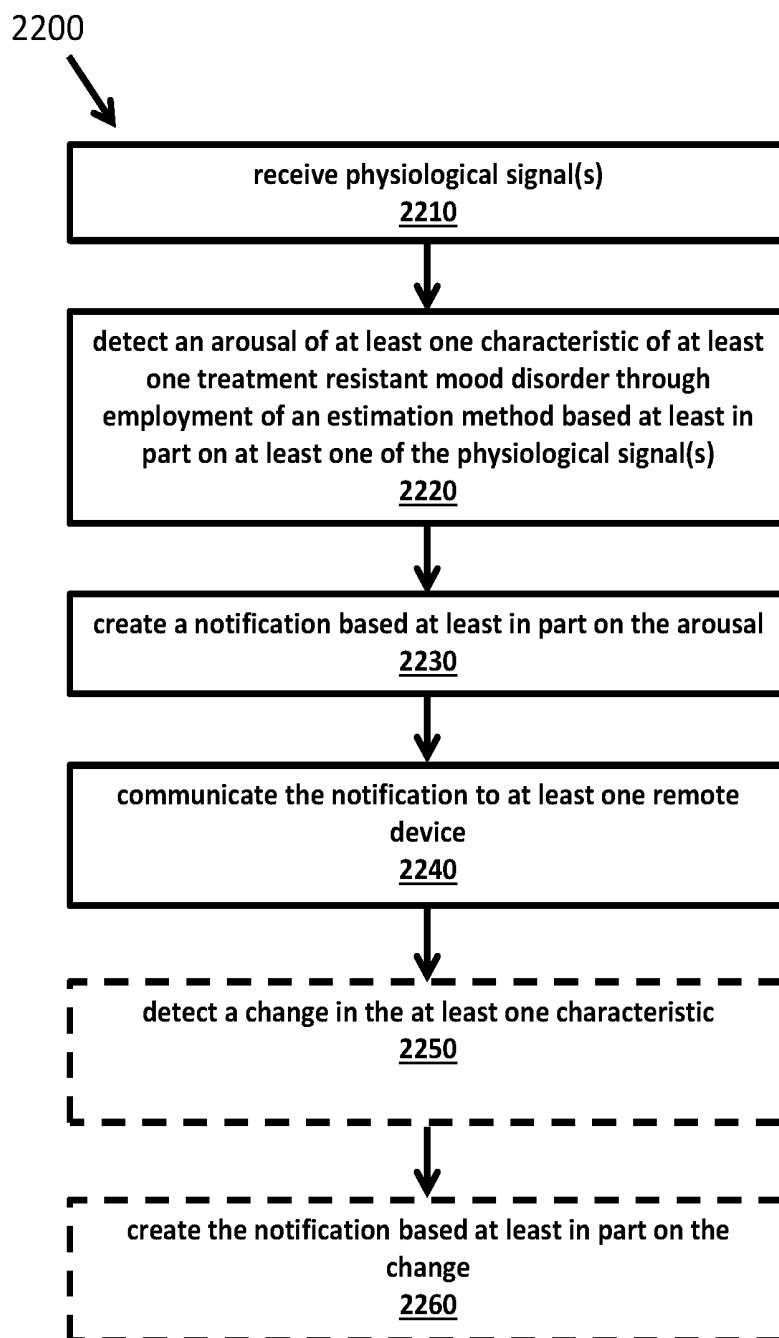 2200
receive physiological signal(s)
2210
detect an arousal of at least one characteristic of at least
one treatment resistant mood disorder through
employment of an estimation method based at least in
part on at least one of the physiological signal(s)
2220
create a notification based at least in part on the arousal
2230
communicate the notification to at least one remote
device
2240
detect a change in the at least one characteristic
2250
create the notification based at least in part on the
change
2260